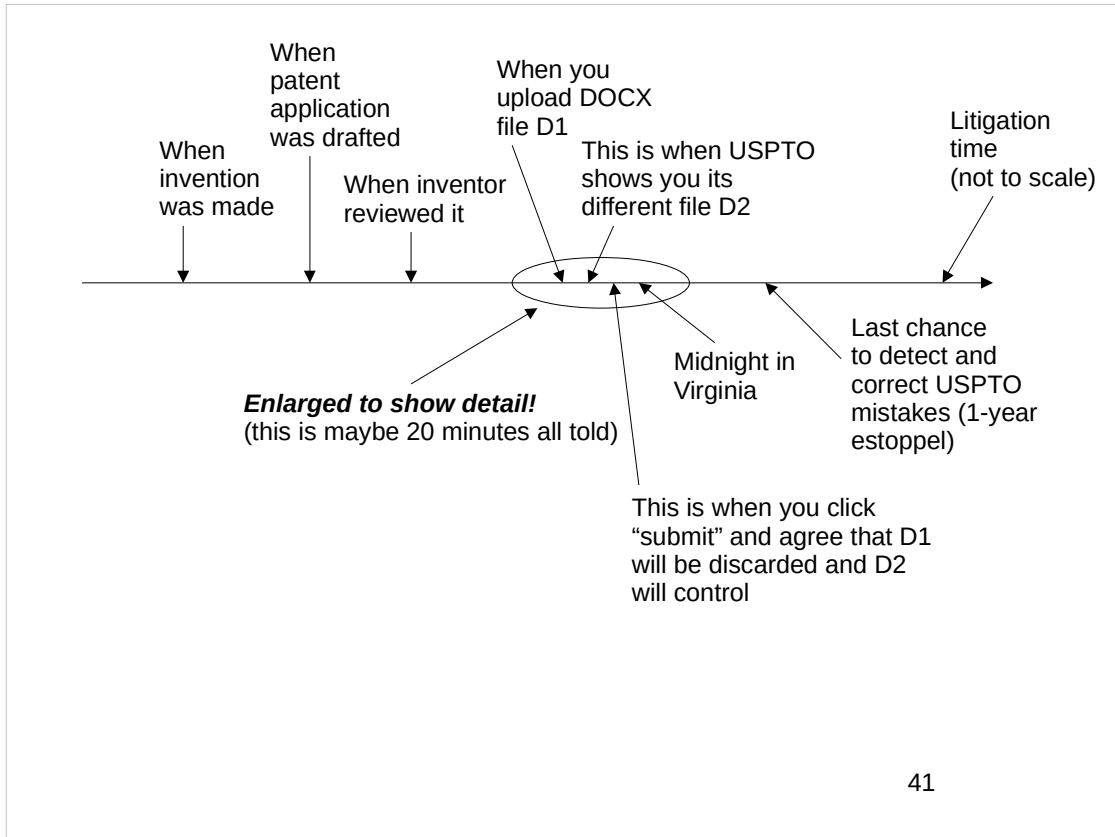 When
patent
application
was drafted
When you
upload DOCX
file D1
Litigation
time
(not to scale)
When
invention
was made
This is when USPTO
shows you its
different file D2
When inventor
reviewed it
Last chance
to detect and
correct USPTO
mistakes (1-year
estoppel)
Midnight in
Virginia
Enlarged to show detail!
(this is maybe 20 minutes all told)
This is when you click
“submit” and agree that D1
will be discarded and D2
will control
41